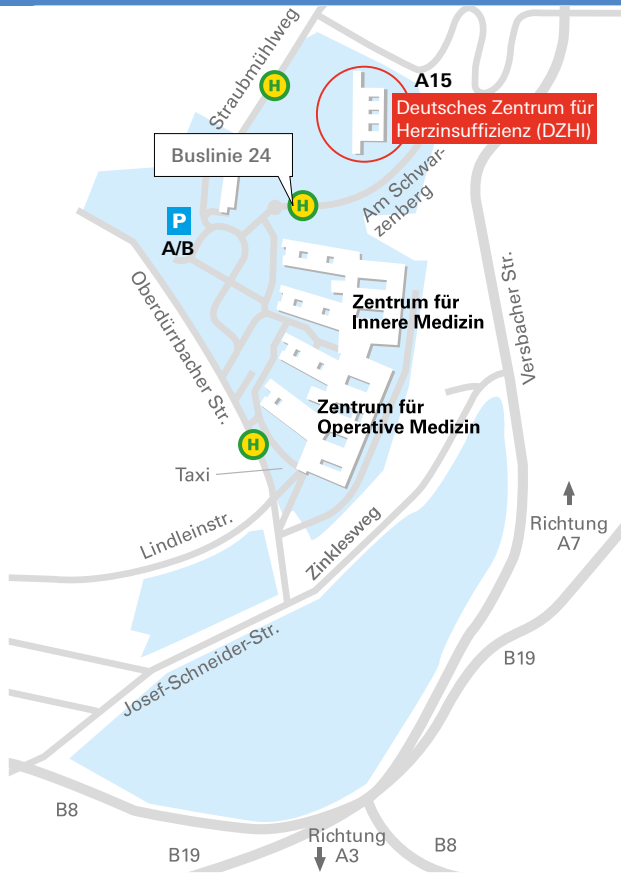 Straubmühlweg
H
A15
Deutsches Zentrum für
Herzinsuffizienz (DZHI)
Buslinie 24
H
Am Schwar-
zenberg
P
A/B
Versbacher Str.
Oberdürrbacher Str.
Zentrum für
Innere Medizin
Zentrum für
Operative Medizin
H
Taxi
Lindleinstr.
Zinklesweg
Richtung
A7
Josef-Schneider-Str.
B19
B8
Richtung
A3
B19
B8